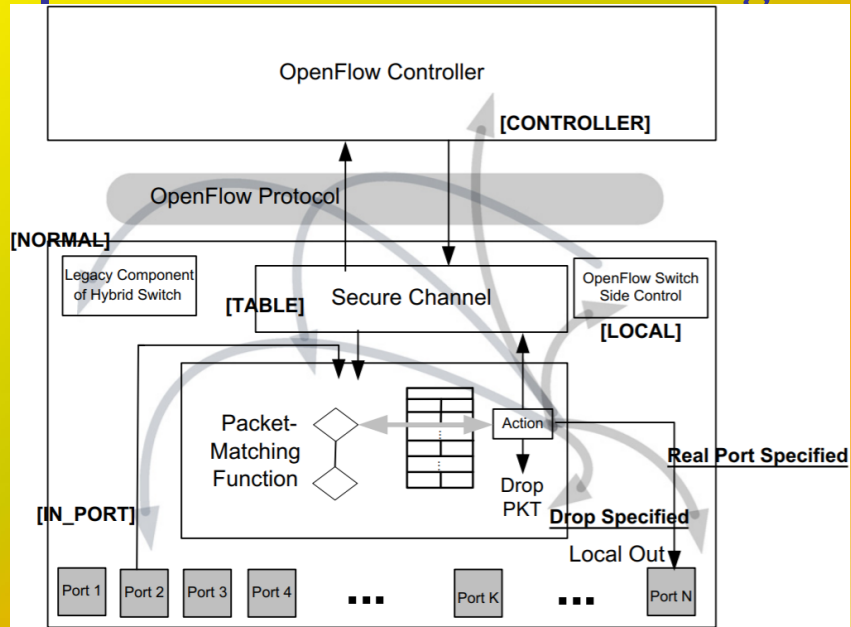 OpenFlow Controller
[CONTROLLER]
OpenFlow Protocol
[NORMAL]
Legacy Component
of Hybrid Switch
[TABLE]
Secure Channel
OpenFlow Switch
Side Control
[LOCAL]
Packet-
Matching
Function
Action
Drop
PKT
Real Port Specified
Drop Specified
[IN_PORT]
Local Out
Port 1
Port 2
Port 3
Port 4
...
Port K
...
Port N